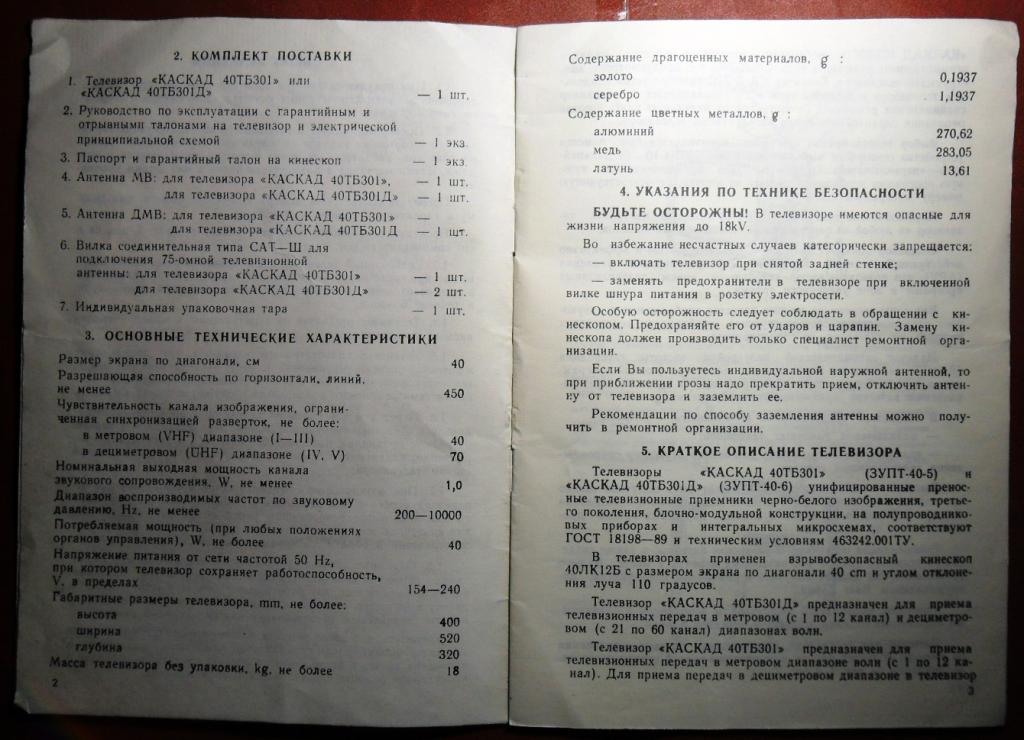 2. КОМПЛЕКТ ПОСТАВКИ
1. Телевизор «КАСКАД 40ТБ301» или
«КАСКАД 40ТБ301Д» — 1 шт.
2. Руководство по эксплуатации с гарантийным и
отрывными талонами на телевизор и электрической
принципиальной схемой — 1 экз.
3. Паспорт и гарантийный талон на кинескоп — 1 экз.
4. Антенна МВ: для телевизора «КАСКАД 40ТБ301», — 1 шт.
для телевизора «КАСКАД 40ТБ301Д» — 1 шт.
5. Антенна ДМВ: для телевизора «КАСКАД 40ТБ301» —
для телевизора «КАСКАД 40ТБ301Д — 1 шт.
6. Вилка соединительная типа САТ—Ш для
подключения 75-омной телевизионной
антенны: для телевизора «КАСКАД 40ТБ301» — 1 шт.
для телевизора «КАСКАД 40ТБ301Д» — 2 шт.
7. Индивидуальная упаковочная тара — 1 шт.
3. ОСНОВНЫЕ ТЕХНИЧЕСКИЕ ХАРАКТЕРИСТИКИ
Размер экрана по диагонали, см 40
Разрешающая способность по горизонтали, линий,
не менее 450
Чувствительность канала изображения, ограни-
ченная синхронизацией разверток, не более:
в метровом (VHF) диапазоне (I—III) 40
в дециметровом (UHF) диапазоне (IV, V) 70
Номинальная выходная мощность канала
звукового сопровождения, W, не менее 1,0
Диапазон воспроизводимых частот по звуковому
давлению, Hz, не менее 200—10000
Потребляемая мощность (при любых положениях
органов управления), W, не более 40
Напряжение питания от сети частотой 50 Hz,
при котором телевизор сохраняет работоспособность,
V, в пределах 154—240
Габаритные размеры телевизора, mm, не более:
высота 400
ширина 520
глубина 320
Масса телевизора без упаковки, kg, не более 18
2
Содержание драгоценных материалов, g :
золото 0,1937
серебро 1,1937
Содержание цветных металлов, g :
алюминий 270,62
медь 283,05
латунь 13,61
4. УКАЗАНИЯ ПО ТЕХНИКЕ БЕЗОПАСНОСТИ
БУДЬТЕ ОСТОРОЖНЫ! В телевизоре имеются опасные для
жизни напряжения до 18kV.
Во избежание несчастных случаев категорически запрещается:
— включать телевизор при снятой задней стенке;
— заменять предохранители в телевизоре при включенной
вилке шнура питания в розетку электросети.
Особую осторожность следует соблюдать в обращении с ки-
нескопом. Предохраняйте его от ударов и царапин. Замену ки-
нескопа должен производить только специалист ремонтной орга-
низации.
Если Вы пользуетесь индивидуальной наружной антенной, то
при приближении грозы надо прекратить прием, отключить антен-
ну от телевизора и заземлить ее.
Рекомендации по способу заземления антенны можно полу-
чить в ремонтной организации.
5. КРАТКОЕ ОПИСАНИЕ ТЕЛЕВИЗОРА
Телевизоры «КАСКАД 40ТБ301» (ЗУПТ-40-5) и
«КАСКАД 40ТБ301Д» (ЗУПТ-40-6) унифицированные перенос-
ные телевизионные приемники черно-белого изображения, третье-
го поколения, блочно-модульной конструкции, на полупроводнико-
вых приборах и интегральных микросхемах, соответствуют
ГОСТ 18198—89 и техническим условиям 463242.001ТУ.
В телевизорах применен взрывобезопасный кинескоп
40ЛК12Б с размером экрана по диагонали 40 cm и углом отклоне-
ния луча 110 градусов.
Телевизор «КАСКАД 40ТБ301Д» предназначен для приема
телевизионных передач в метровом (с 1 по 12 канал) и дециметро-
вом (с 21 по 60 канал) диапазонах волн.
Телевизор «КАСКАД 40ТБ301» предназначен для приема
телевизионных передач в метровом диапазоне волн (с 1 по 12 ка-
нал). Для приема передач в дециметровом диапазоне в телевизор
3